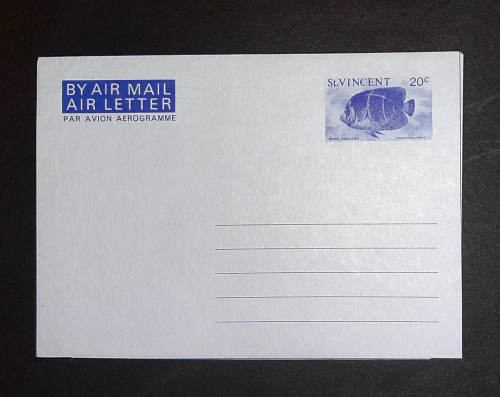 BY AIR MAIL
AIR LETTER
PAR AVION AEROGRAMME
ST.VINCENT 20c